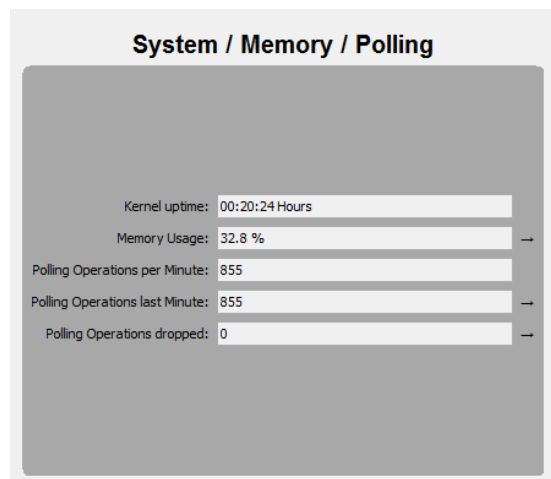 System / Memory / Polling
Kernel uptime: 00:20:24 Hours
Memory Usage: 32.8 % →
Polling Operations per Minute: 855
Polling Operations last Minute: 855 →
Polling Operations dropped: 0 →